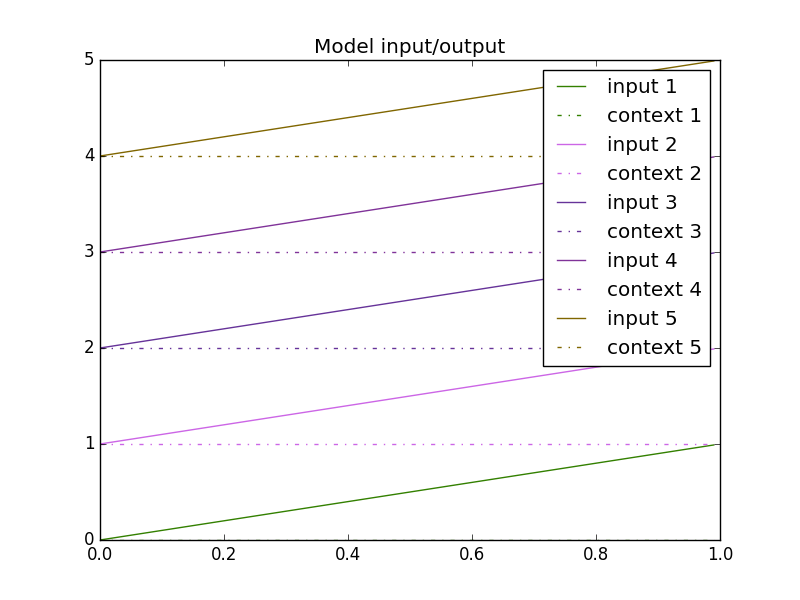 Model input/output
5
4
3
2
1
0
0.0 0.2 0.4 0.6 0.8 1.0
input 1
context 1
input 2
context 2
input 3
context 3
input 4
context 4
input 5
context 5